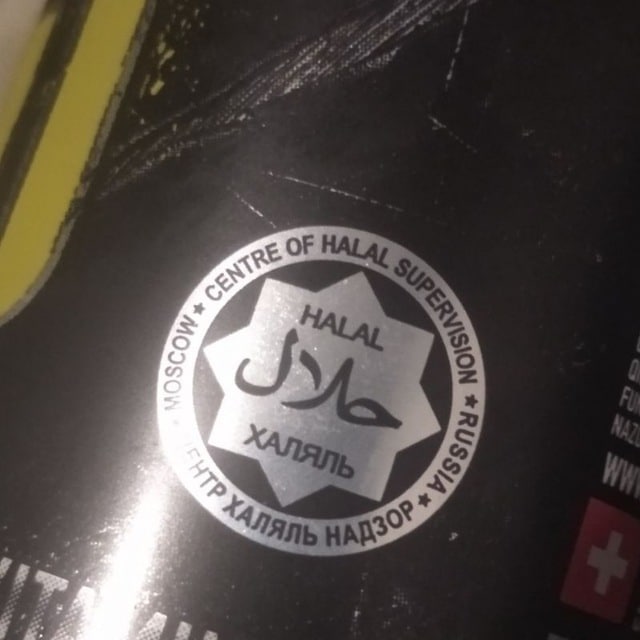 MOSCOW ★ CENTRE OF HALAL SUPERVISION ★ RUSSIA ★
HALAL
حلال
ХАЛЯЛЬ
ХАЛЯЛЬ НАДЗОР